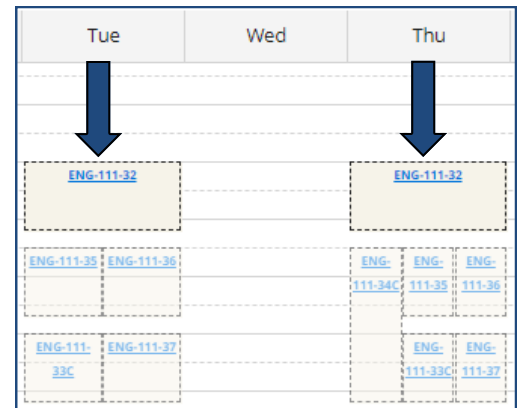 Tue Wed Thu
ENG-111-32 ENG-111-32
ENG-111-35 ENG-111-36 ENG- ENG- ENG-
111-34C 111-35 111-36
ENG-111- ENG-111-37 ENG- ENG-
33C 111-33C 111-37